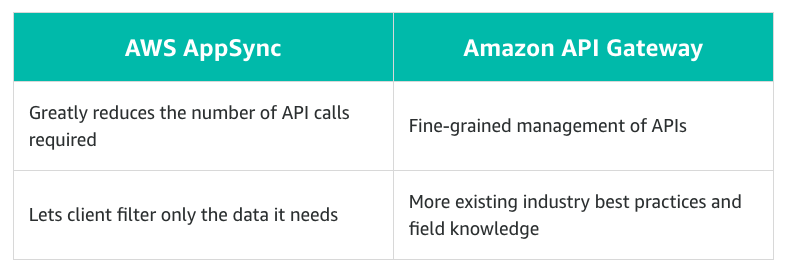 AWS AppSync
Amazon API Gateway
Greatly reduces the number of API calls
required
Fine-grained management of APIs
Lets client filter only the data it needs
More existing industry best practices and
field knowledge